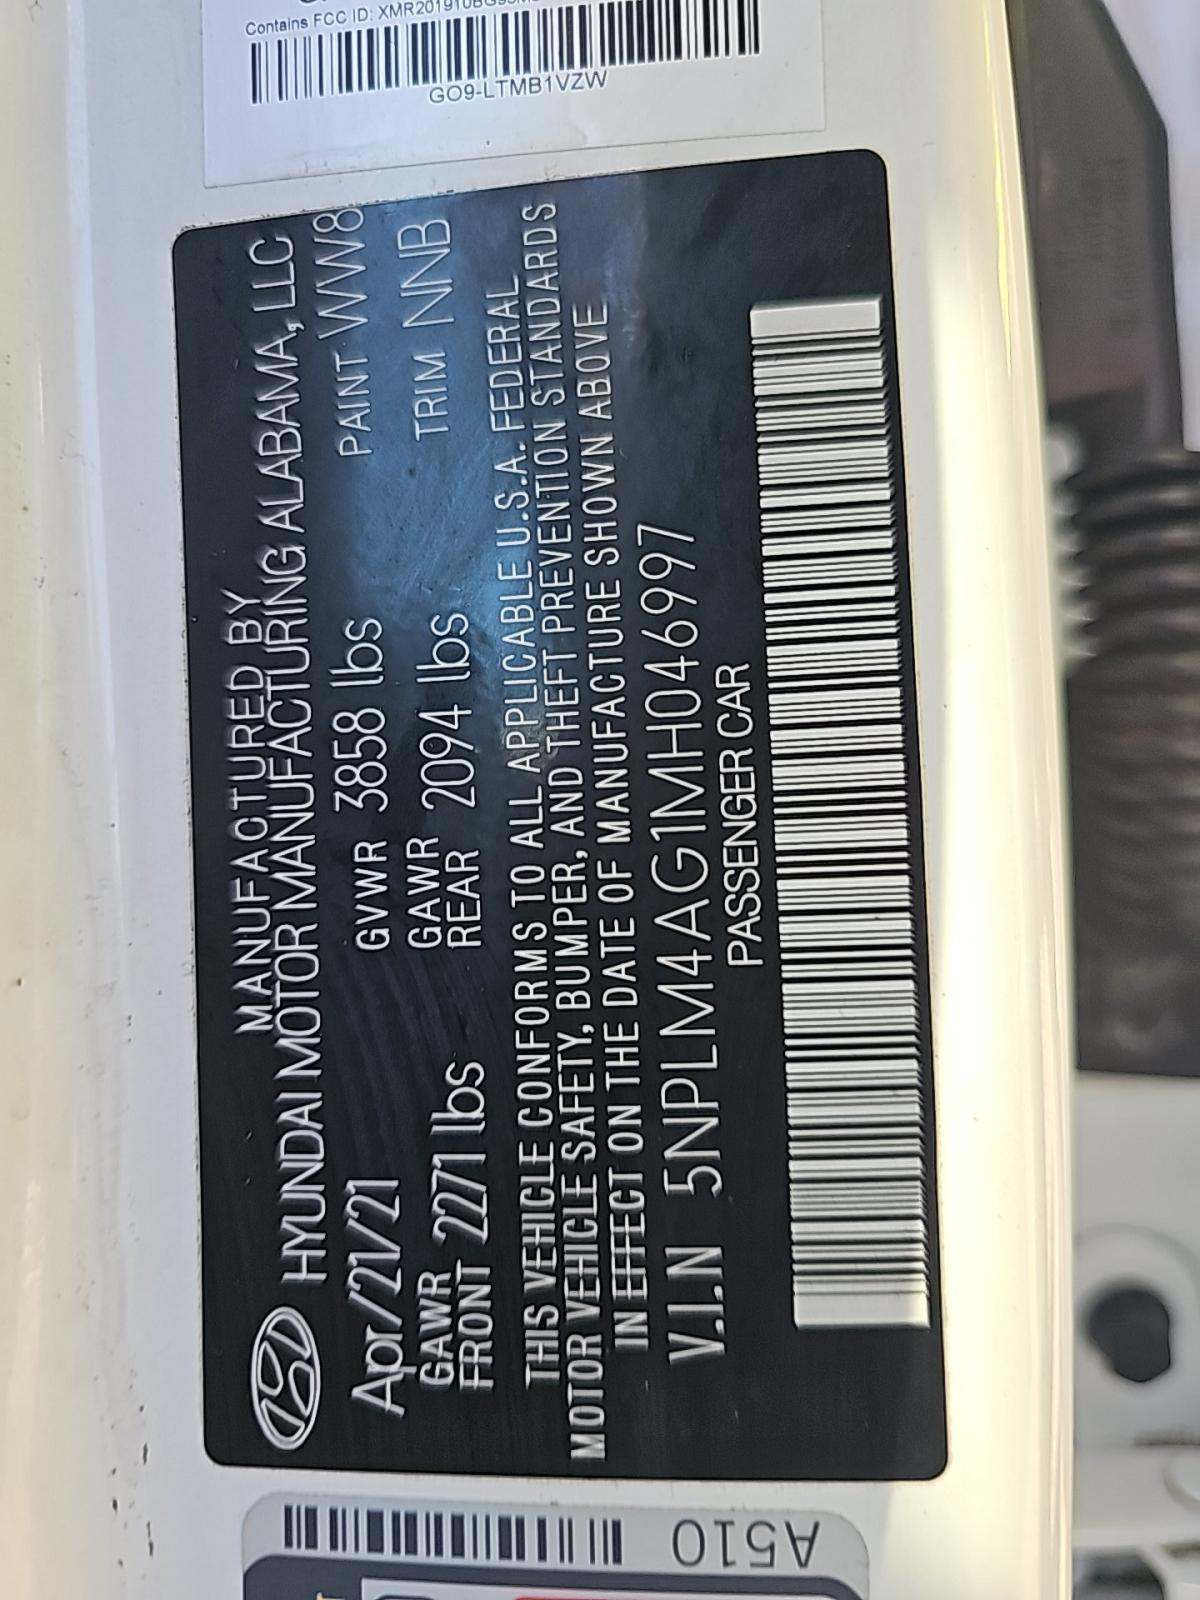 Contains FCC ID:
GO9-LTMB1VZW
MANUFACTURED BY
HYUNDAI MOTOR MANUFACTURING ALABAMA, LLC
Apr/21/21 GVWR 3858 lbs PAINT WW8
GAWR FRONT 2271 lbs GAWR REAR 2094 lbs TRIM NNB
THIS VEHICLE CONFORMS TO ALL APPLICABLE U.S.A. FEDERAL
MOTOR VEHICLE SAFETY, BUMPER, AND THEFT PREVENTION STANDARDS
IN EFFECT ON THE DATE OF MANUFACTURE SHOWN ABOVE
V.I.N 5NPLM4AG1MH046997
PASSENGER CAR
A510